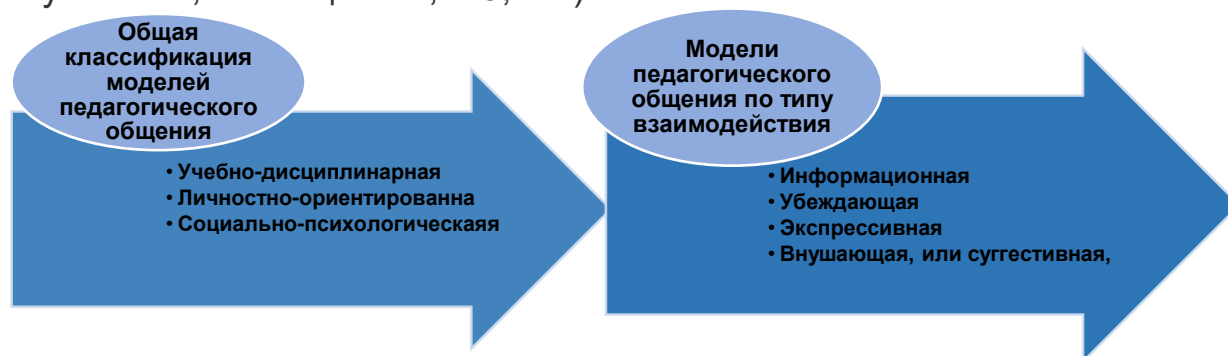 Общая
классификация
моделей
педагогического
общения
• Учебно-дисциплинарная
• Личностно-ориентированна
• Социально-психологическаяя
Модели
педагогического
общения по типу
взаимодействия
• Информационная
• Убеждающая
• Экспрессивная
• Внушающая, или суггестивная,